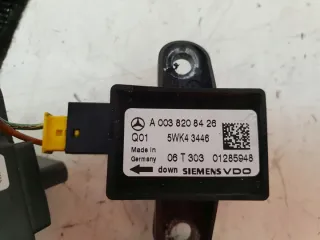 A 003 820 84 26
Q01 5WK4 3446
Made in Germany 06 T 303 01285948
down SIEMENS VDO